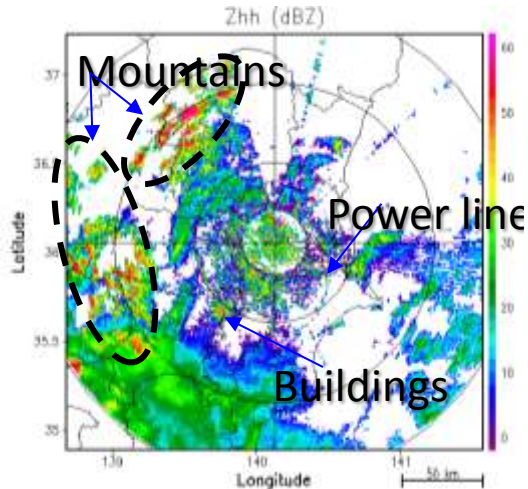 Zhh (dBZ)
Mountains
Power line
Buildings
37
36.5
36
35.5
35
139
140
141
Latitude
Longitude
60
50
40
30
20
10
0
50 km